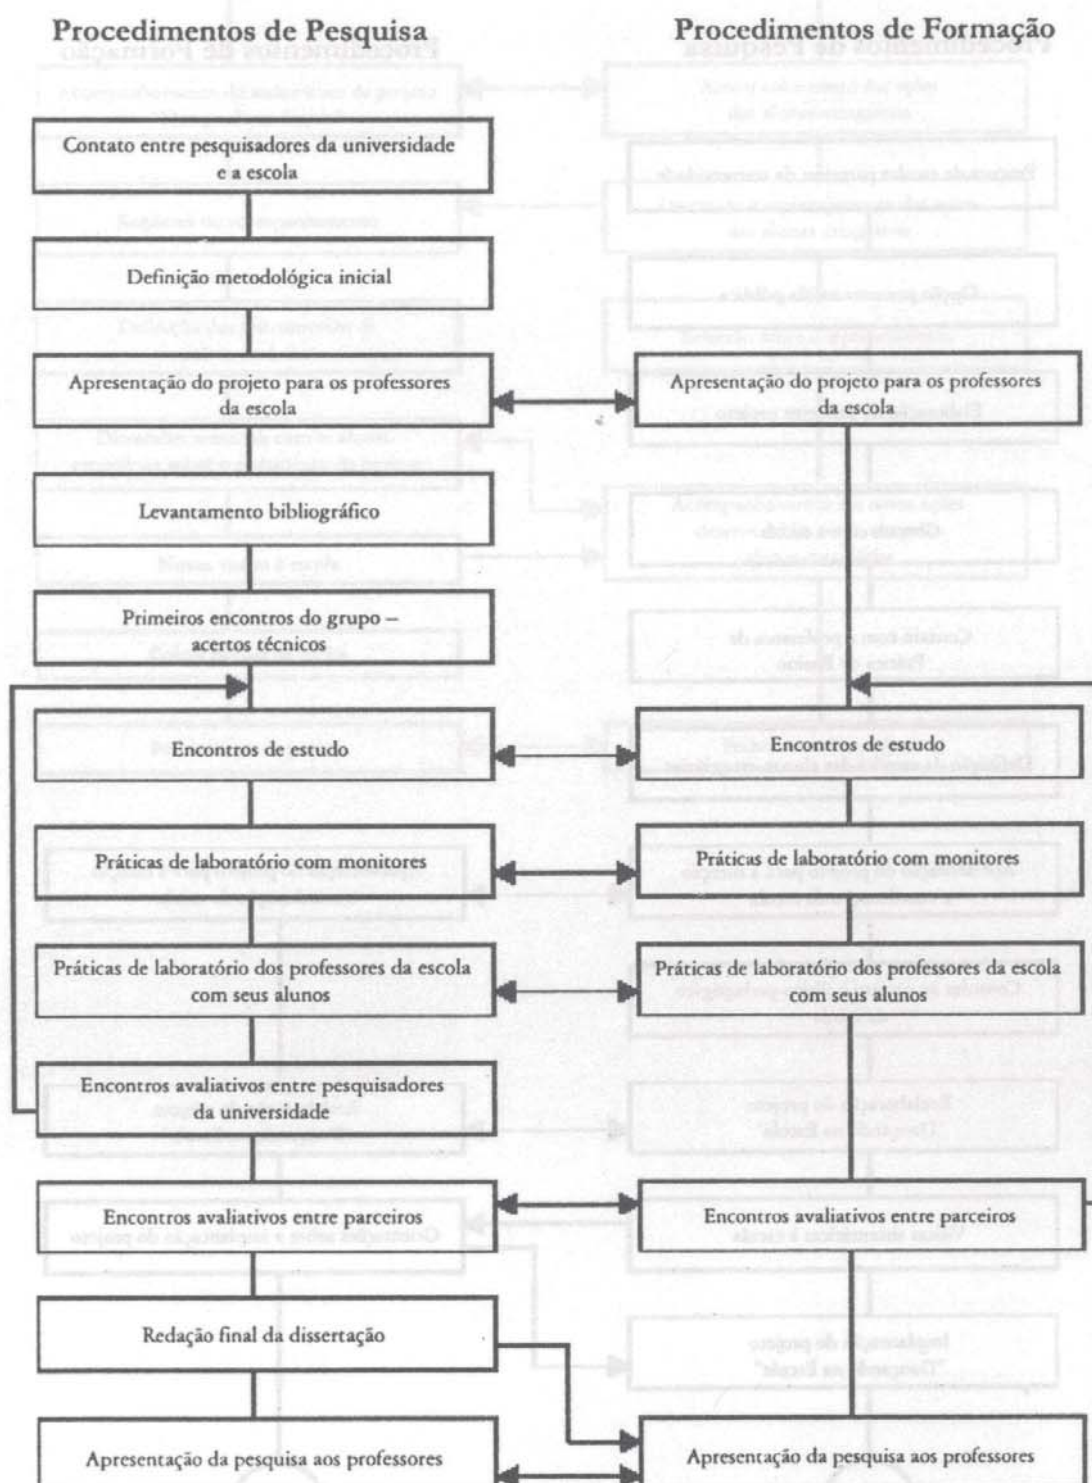 Procedimentos de Pesquisa
Contato entre pesquisadores da universidade
e a escola
Definição metodológica inicial
Apresentação do projeto para os professores
da escola
Levantamento bibliográfico
Primeiros encontros do grupo –
acertos técnicos
Encontros de estudo
Práticas de laboratório com monitores
Práticas de laboratório dos professores da escola
com seus alunos
Encontros avaliativos entre pesquisadores
da universidade
Encontros avaliativos entre parceiros
Redação final da dissertação
Apresentação da pesquisa aos professores
Procedimentos de Formação
Apresentação do projeto para os professores
da escola
Encontros de estudo
Práticas de laboratório com monitores
Práticas de laboratório dos professores da escola
com seus alunos
Encontros avaliativos entre parceiros
Apresentação da pesquisa aos professores